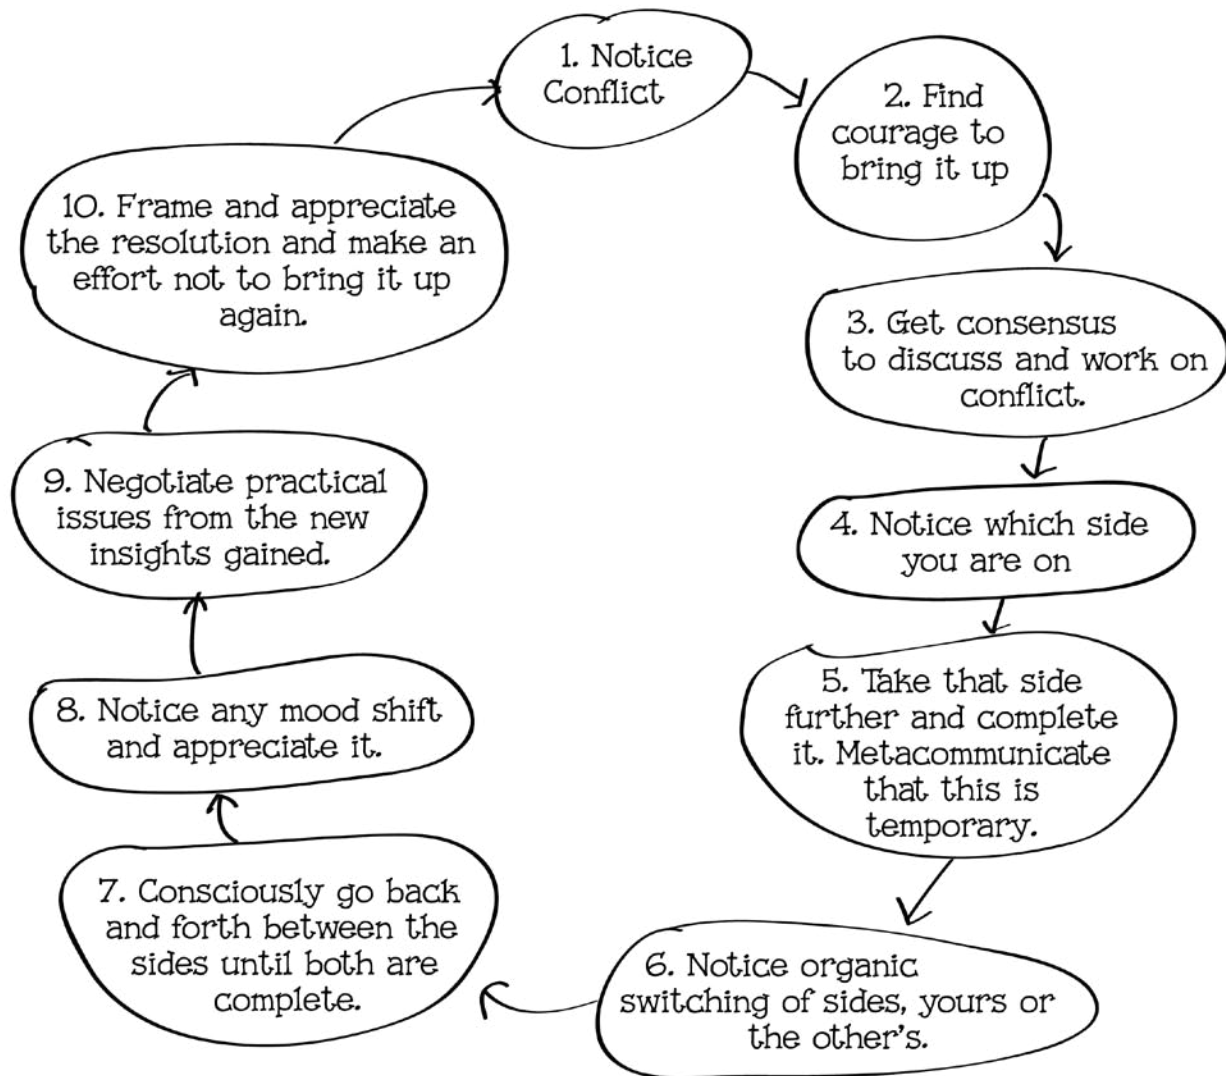 1. Notice
Conflict
2. Find
courage to
bring it up
3. Get consensus
to discuss and work on
conflict.
4. Notice which side
you are on
5. Take that side
further and complete
it. Metacommunicate
that this is
temporary.
6. Notice organic
switching of sides, yours or
the other's.
7. Consciously go back
and forth between the
sides until both are
complete.
8. Notice any mood shift
and appreciate it.
9. Negotiate practical
issues from the new
insights gained.
10. Frame and appreciate
the resolution and make an
effort not to bring it up
again.